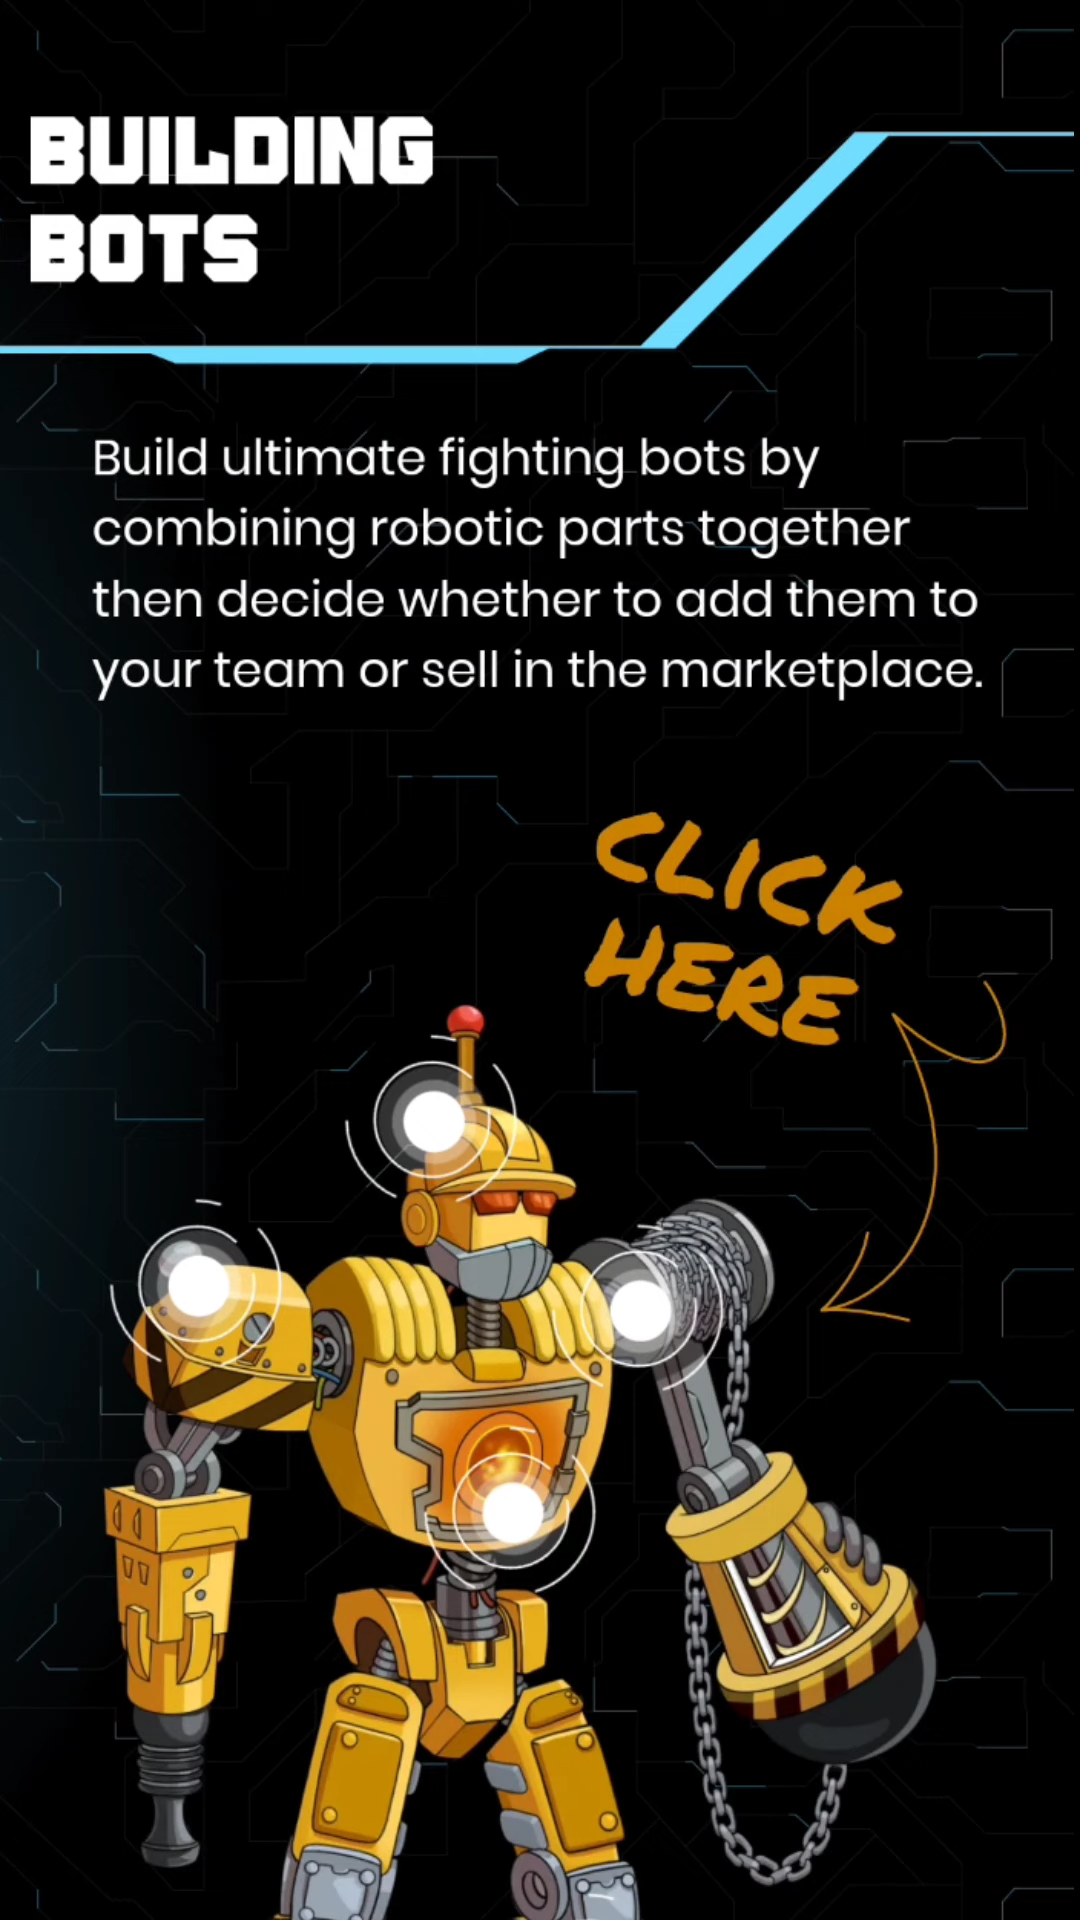 BUILDING
BOTS
Build ultimate fighting bots by
combining robotic parts together
then decide whether to add them to
your team or sell in the marketplace.
CLICK
HERE